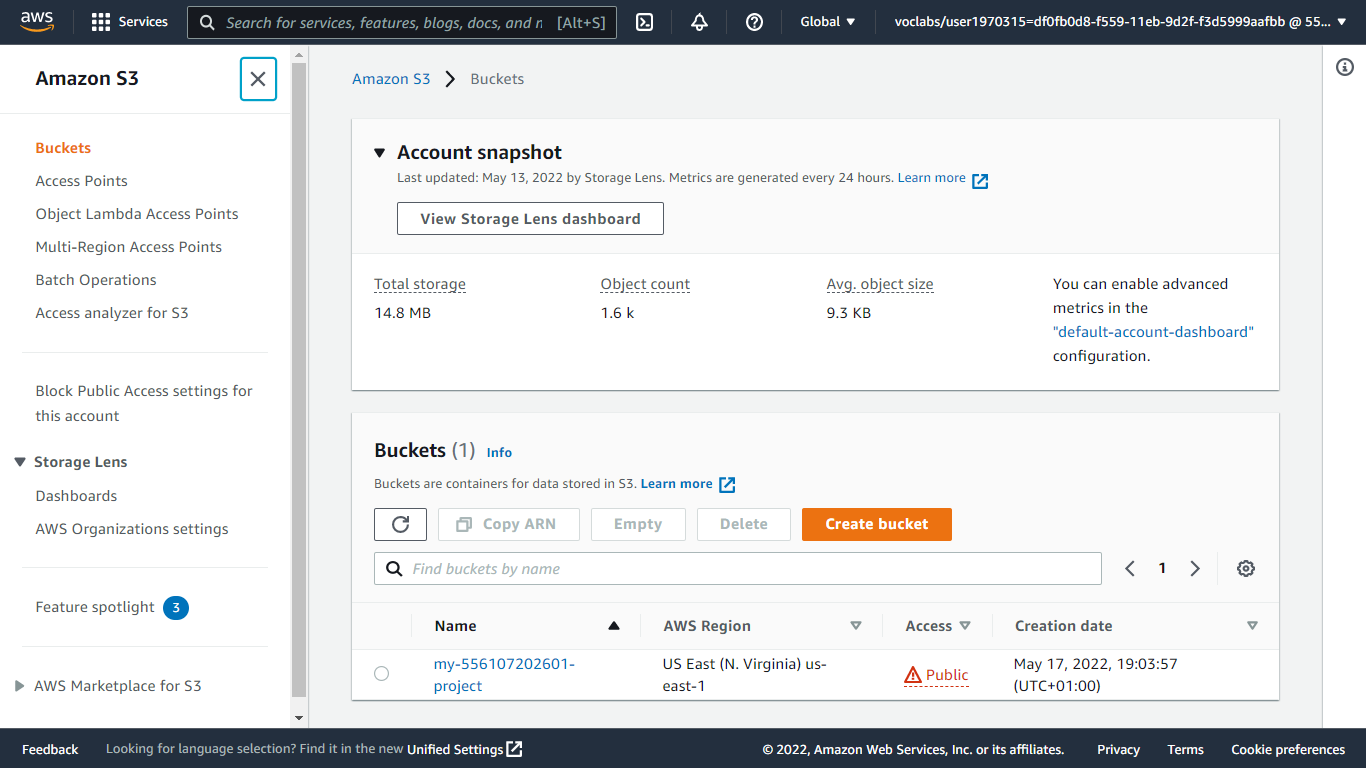 aws
Services
Search for services, features, blogs, docs, and n [Alt+S]
Global
voclabs/user1970315=df0fb0d8-f559-11eb-9d2f-f3d5999aafbb @ 55...
Amazon S3
Buckets
Access Points
Object Lambda Access Points
Multi-Region Access Points
Batch Operations
Access analyzer for S3
Block Public Access settings for
this account
Storage Lens
Dashboards
AWS Organizations settings
Feature spotlight 3
AWS Marketplace for S3
Amazon S3 > Buckets
Account snapshot
Last updated: May 13, 2022 by Storage Lens. Metrics are generated every 24 hours. Learn more
View Storage Lens dashboard
Total storage
14.8 MB
Object count
1.6 k
Avg. object size
9.3 KB
You can enable advanced
metrics in the
"default-account-dashboard"
configuration.
Buckets (1) Info
Buckets are containers for data stored in S3. Learn more
Copy ARN
Empty
Delete
Create bucket
Find buckets by name
1
Name
AWS Region
Access
Creation date
my-556107202601-
project
US East (N. Virginia) us-
east-1
Public
May 17, 2022, 19:03:57
(UTC+01:00)
Feedback
Looking for language selection? Find it in the new Unified Settings
© 2022, Amazon Web Services, Inc. or its affiliates.
Privacy
Terms
Cookie preferences